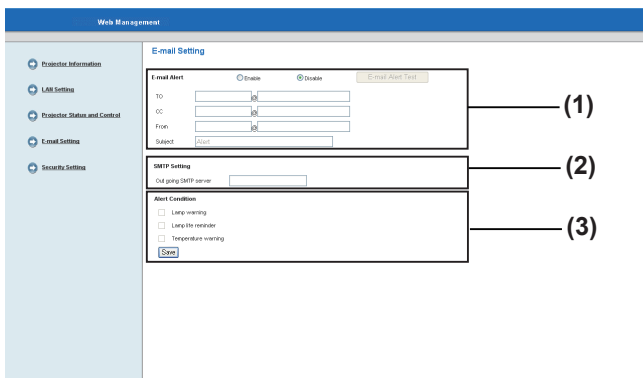 Web Management
Projector Information
LAN Setting
Projector Status and Control
E-mail Setting
Security Setting
E-mail Setting
E-mail Alert Enable Disable E-mail Alert Test
TO @
CC @
From @
Subject Alert
(1)
SMTP Setting
Out going SMTP server
(2)
Alert Condition
Lamp warning
Lamp life reminder
Temperature warning
Save
(3)